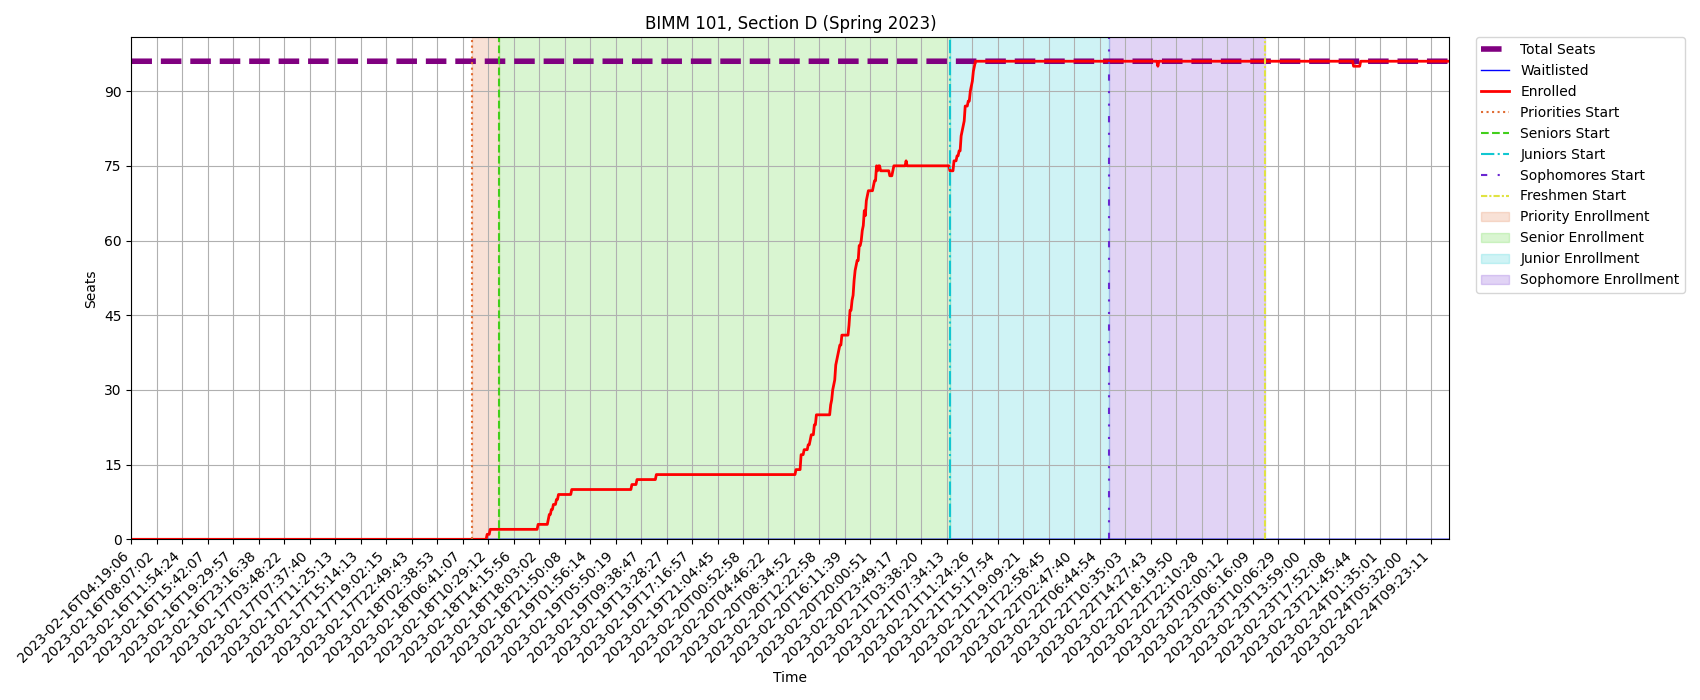 BIMM 101, Section D (Spring 2023)
Seats
90
75
60
45
30
15
0
2023-02-16T04:19:06
2023-02-16T08:07:02
2023-02-16T11:54:24
2023-02-16T15:42:07
2023-02-16T19:29:57
2023-02-16T23:16:38
2023-02-17T03:48:22
2023-02-17T07:37:40
2023-02-17T11:25:13
2023-02-17T15:14:13
2023-02-17T19:02:15
2023-02-17T22:49:43
2023-02-18T02:38:53
2023-02-18T06:41:07
2023-02-18T10:29:12
2023-02-18T14:15:56
2023-02-18T18:03:02
2023-02-18T21:50:08
2023-02-19T01:56:14
2023-02-19T05:50:19
2023-02-19T09:38:47
2023-02-19T13:28:27
2023-02-19T17:16:57
2023-02-19T21:04:45
2023-02-20T00:52:58
2023-02-20T04:46:22
2023-02-20T08:34:52
2023-02-20T12:22:58
2023-02-20T16:11:39
2023-02-20T20:00:51
2023-02-20T23:49:17
2023-02-21T03:38:20
2023-02-21T07:34:13
2023-02-21T11:24:26
2023-02-21T15:17:54
2023-02-21T19:09:21
2023-02-21T22:58:45
2023-02-22T02:47:40
2023-02-22T06:44:54
2023-02-22T10:35:03
2023-02-22T14:27:43
2023-02-22T18:19:50
2023-02-22T22:10:28
2023-02-23T02:00:12
2023-02-23T06:16:09
2023-02-23T10:06:29
2023-02-23T13:59:00
2023-02-23T17:52:08
2023-02-23T21:45:44
2023-02-24T01:35:01
2023-02-24T05:32:00
2023-02-24T09:23:11
Time
Total Seats
Waitlisted
Enrolled
Priorities Start
Seniors Start
Juniors Start
Sophomores Start
Freshmen Start
Priority Enrollment
Senior Enrollment
Junior Enrollment
Sophomore Enrollment